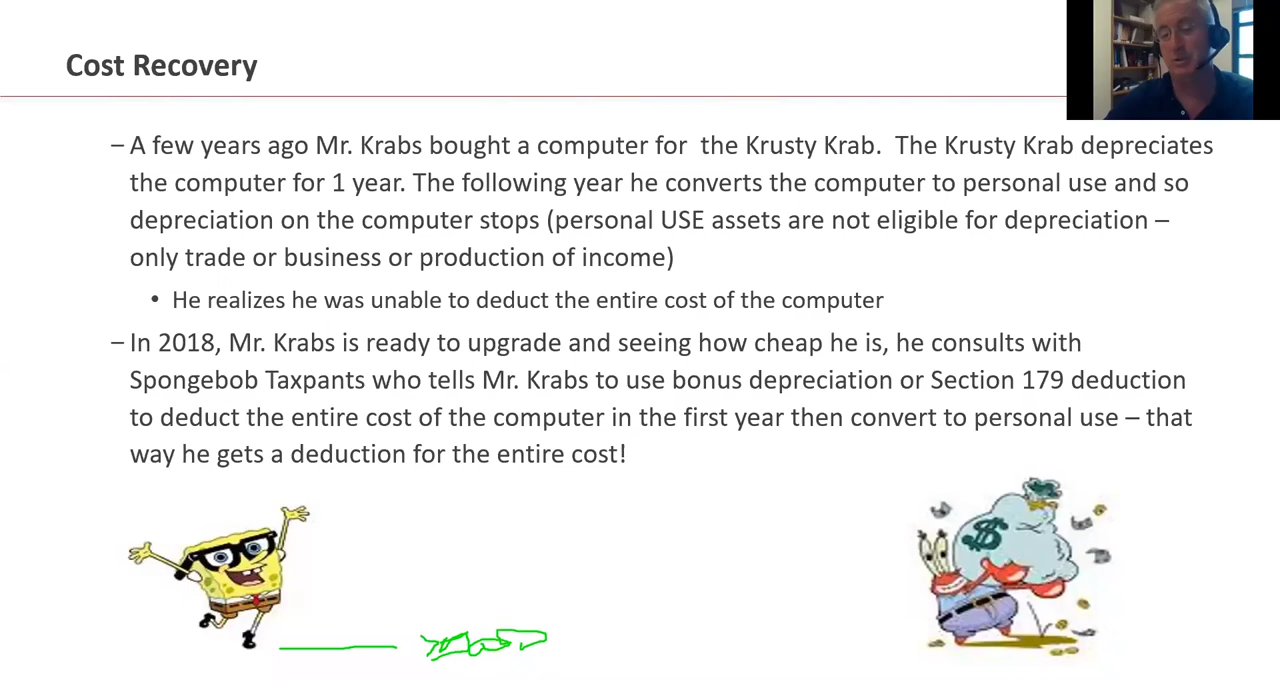 Cost Recovery
– A few years ago Mr. Krabs bought a computer for the Krusty Krab. The Krusty Krab depreciates
the computer for 1 year. The following year he converts the computer to personal use and so
depreciation on the computer stops (personal USE assets are not eligible for depreciation –
only trade or business or production of income)
• He realizes he was unable to deduct the entire cost of the computer
– In 2018, Mr. Krabs is ready to upgrade and seeing how cheap he is, he consults with
Spongebob Taxpants who tells Mr. Krabs to use bonus depreciation or Section 179 deduction
to deduct the entire cost of the computer in the first year then convert to personal use – that
way he gets a deduction for the entire cost!
$